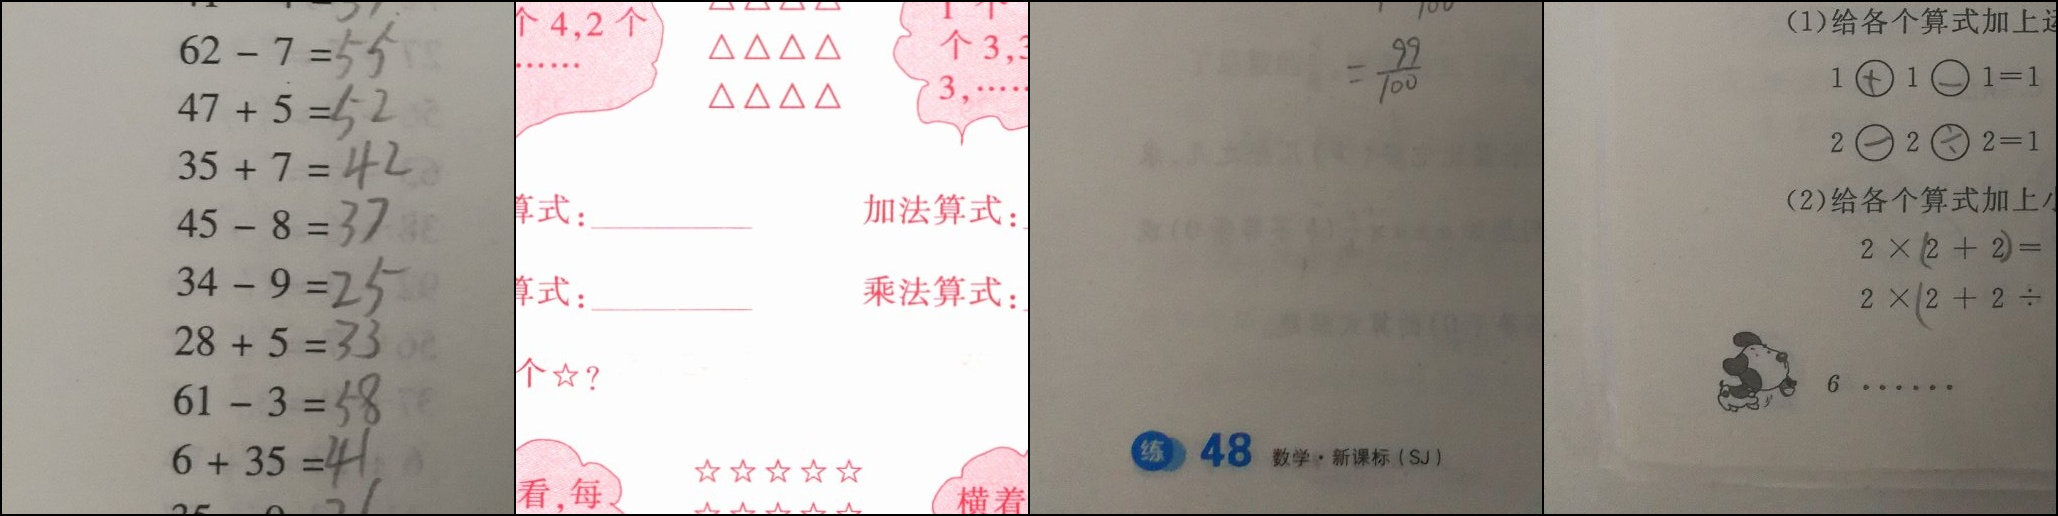 62 - 7 =55
47 + 5 =52
35 + 7 =42
45 - 8 =37
34 - 9 =25
28 + 5 =33
61 - 3 =58
6 + 35 =41
个 4,2 个
……
1 个
个 3,3
3,……
算式:
加法算式:
算式:
乘法算式:
个☆?
看,每
横着
= 99/100
练 48 数学·新课标(SJ)
(1)给各个算式加上运
1 + 1 - 1=1
2 - 2 ÷ 2=1
(2)给各个算式加上小
2 ×(2 + 2)=
2 ×(2 + 2 ÷
6 ……